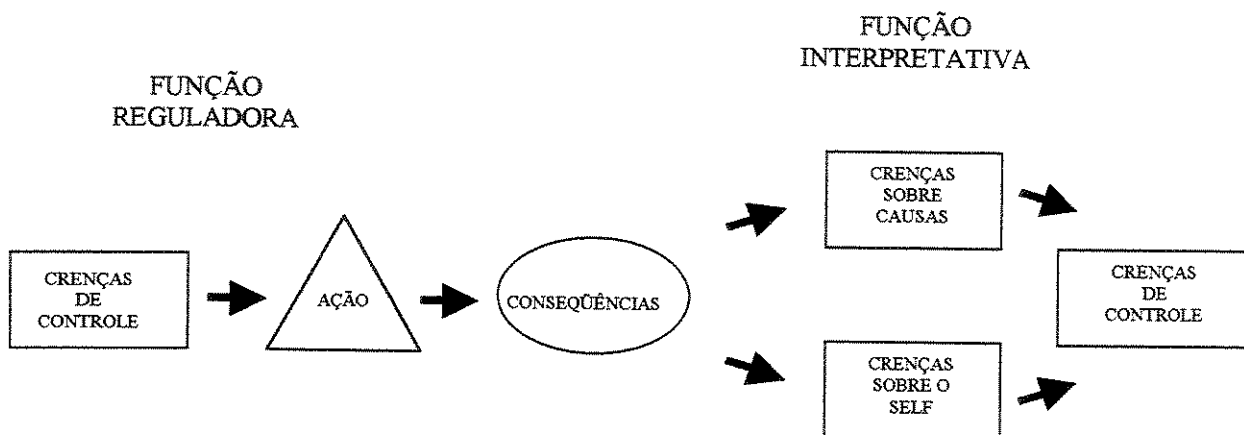 FUNÇÃO
REGULADORA
FUNÇÃO
INTERPRETATIVA
CRENÇAS
DE
CONTROLE
AÇÃO
CONSEQÜÊNCIAS
CRENÇAS
SOBRE
CAUSAS
CRENÇAS
SOBRE O
SELF
CRENÇAS
DE
CONTROLE